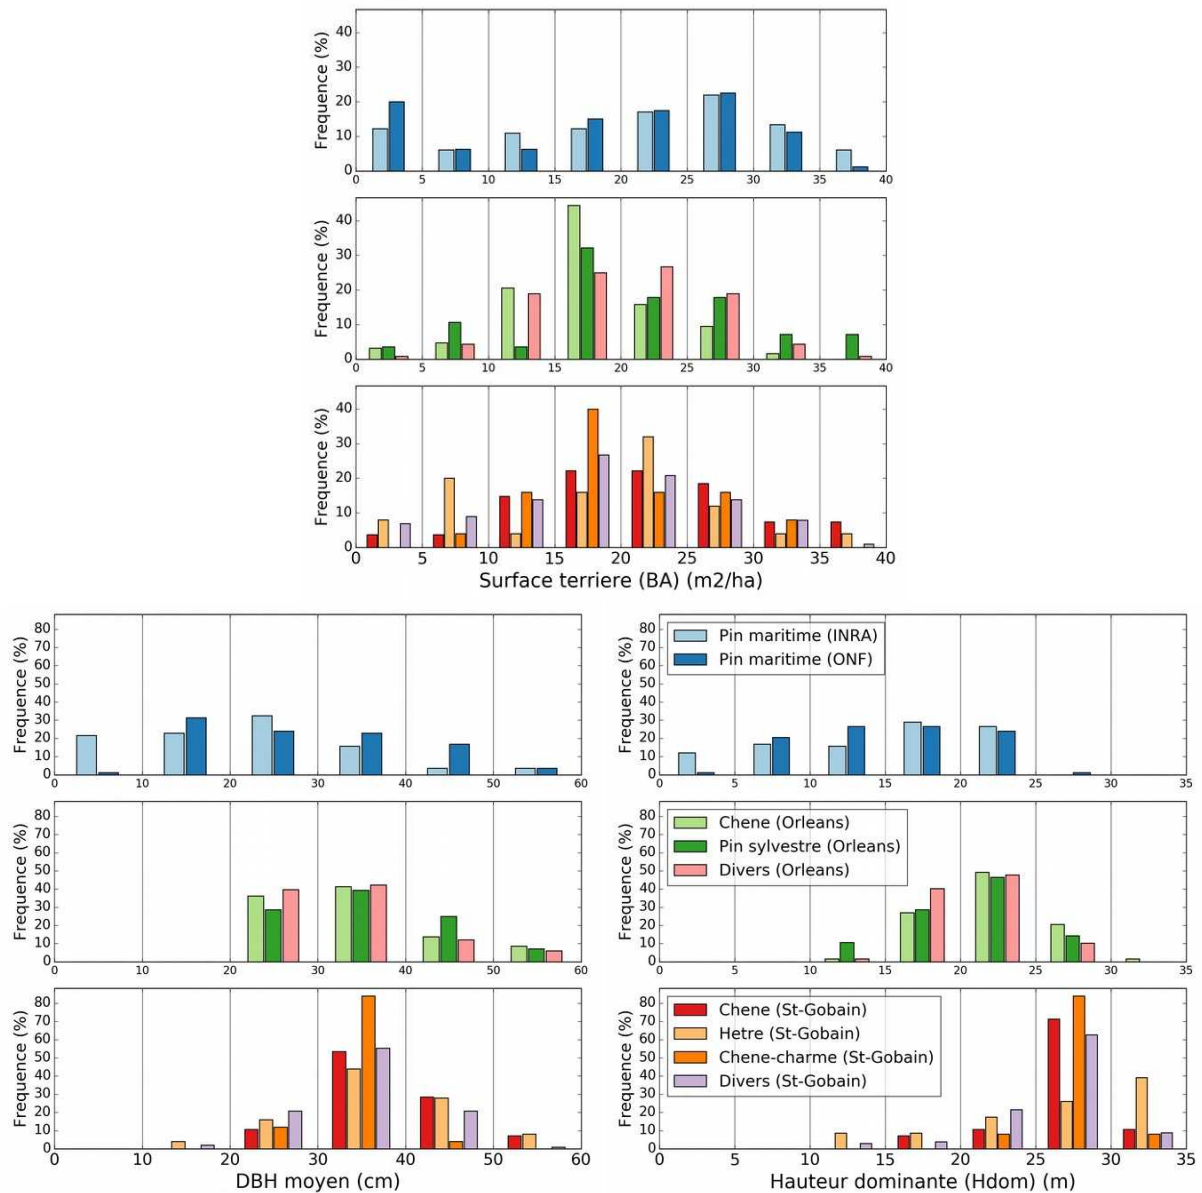 Frequence (%)
40
30
20
10
0
0 5 10 15 20 25 30 35 40
Frequence (%)
40
30
20
10
0
0 5 10 15 20 25 30 35 40
Frequence (%)
40
30
20
10
0
0 5 10 15 20 25 30 35 40
Surface terriere (BA) (m2/ha)
Frequence (%)
80
70
60
50
40
30
20
10
0
0 10 20 30 40 50 60
Frequence (%)
80
70
60
50
40
30
20
10
0
Pin maritime (INRA)
Pin maritime (ONF)
0 5 10 15 20 25 30 35
Frequence (%)
80
70
60
50
40
30
20
10
0
0 10 20 30 40 50 60
Frequence (%)
80
70
60
50
40
30
20
10
0
Chene (Orleans)
Pin sylvestre (Orleans)
Divers (Orleans)
0 5 10 15 20 25 30 35
Frequence (%)
80
70
60
50
40
30
20
10
0
0 10 20 30 40 50 60
DBH moyen (cm)
Frequence (%)
80
70
60
50
40
30
20
10
0
Chene (St-Gobain)
Hetre (St-Gobain)
Chene-charme (St-Gobain)
Divers (St-Gobain)
0 5 10 15 20 25 30 35
Hauteur dominante (Hdom) (m)